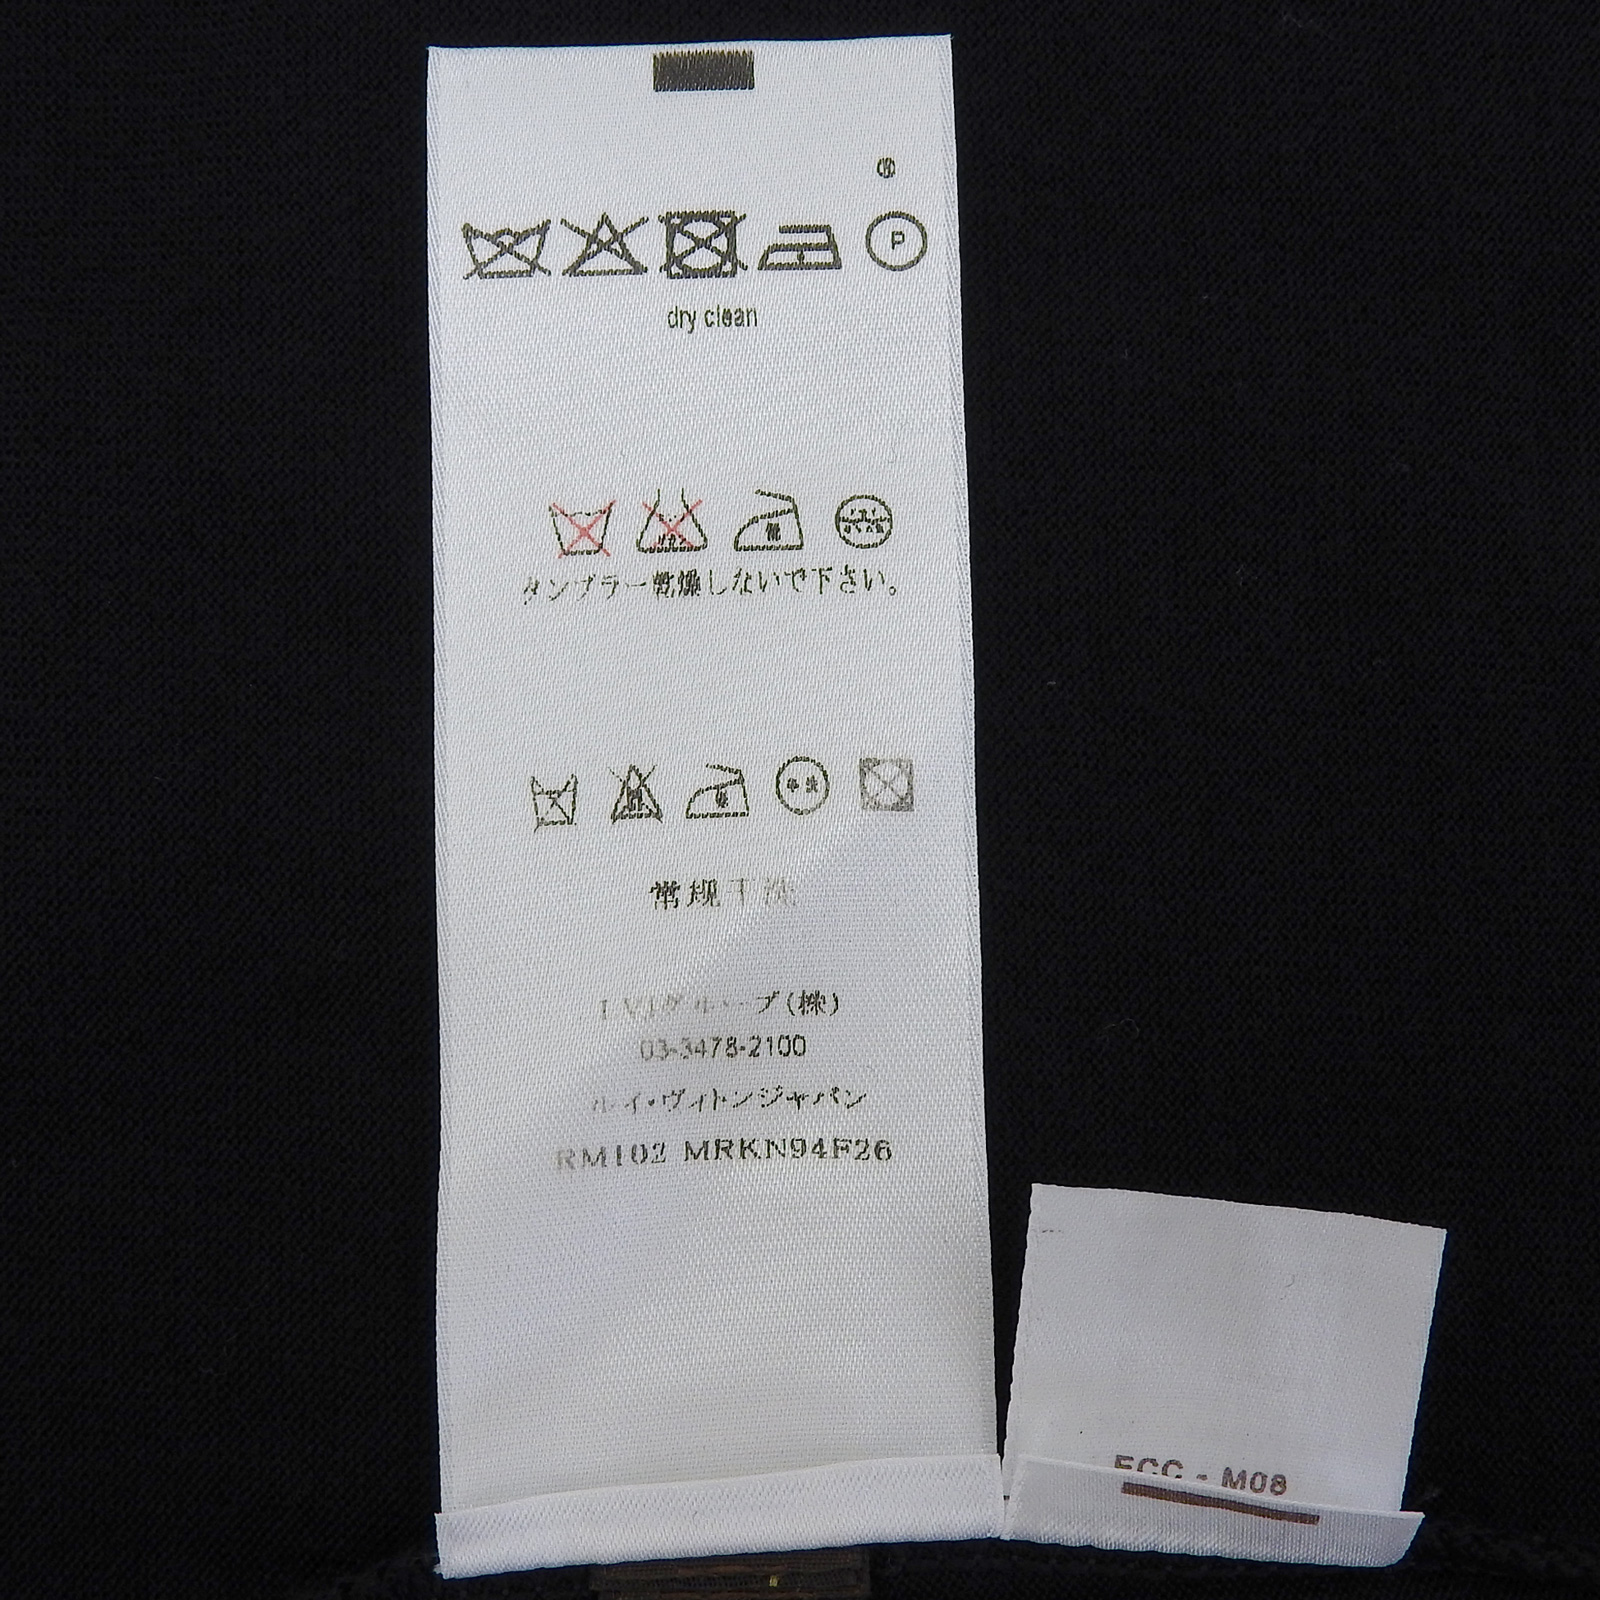 P
dry clean
タンブラー乾燥しないで下さい。
常规干燥
LVJグループ(株)
03-3478-2100
ルイ・ヴィトンジャパン
RM102 MRKN94F26
FCC - M08